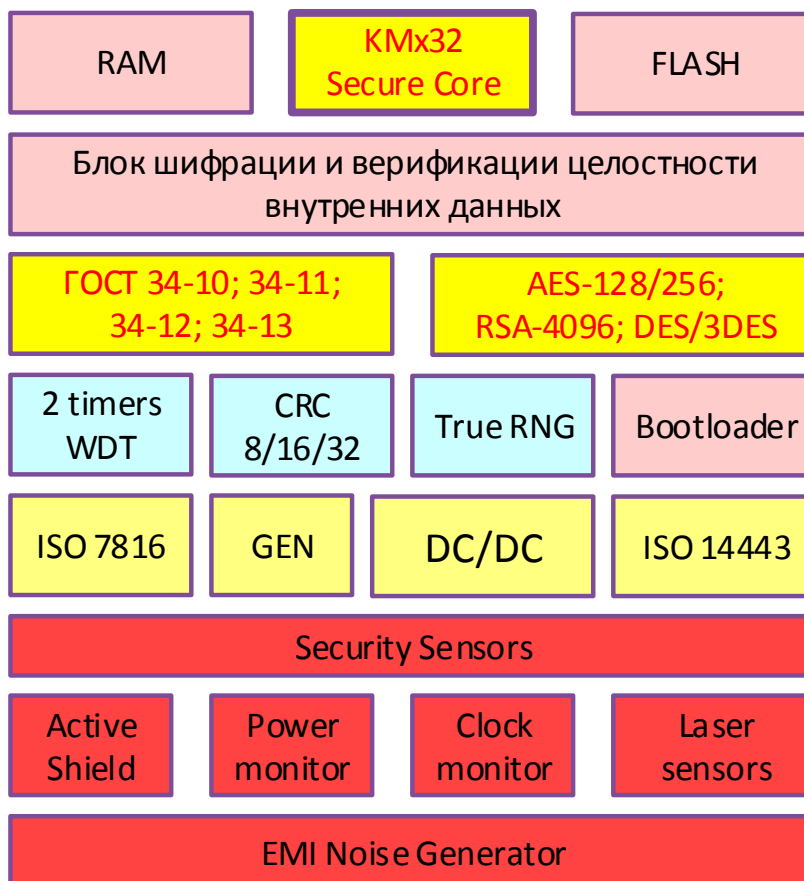 RAM
KMx32
Secure Core
FLASH
Блок шифрации и верификации целостности
внутренних данных
ГОСТ 34-10; 34-11;
34-12; 34-13
AES-128/256;
RSA-4096; DES/3DES
2 timers
WDT
CRC
8/16/32
True RNG
Bootloader
ISO 7816
GEN
DC/DC
ISO 14443
Security Sensors
Active
Shield
Power
monitor
Clock
monitor
Laser
sensors
EMI Noise Generator